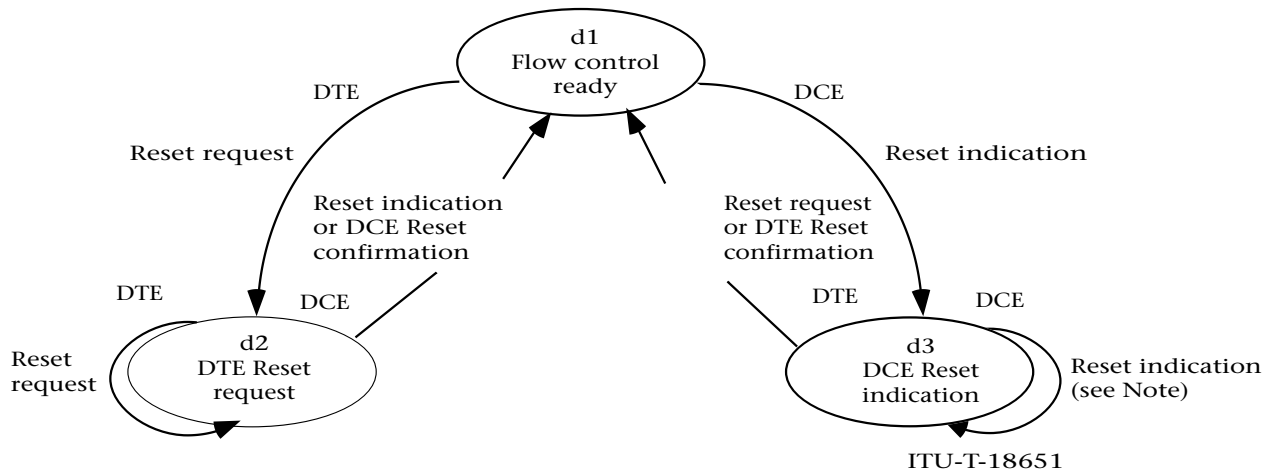 d1
Flow control
ready
DTE
DCE
Reset request
Reset indication
Reset indication
or DCE Reset
confirmation
Reset request
or DTE Reset
confirmation
DTE
DCE
DTE
DCE
d2
DTE Reset
request
Reset
request
d3
DCE Reset
indication
Reset indication
(see Note)
ITU-T-18651